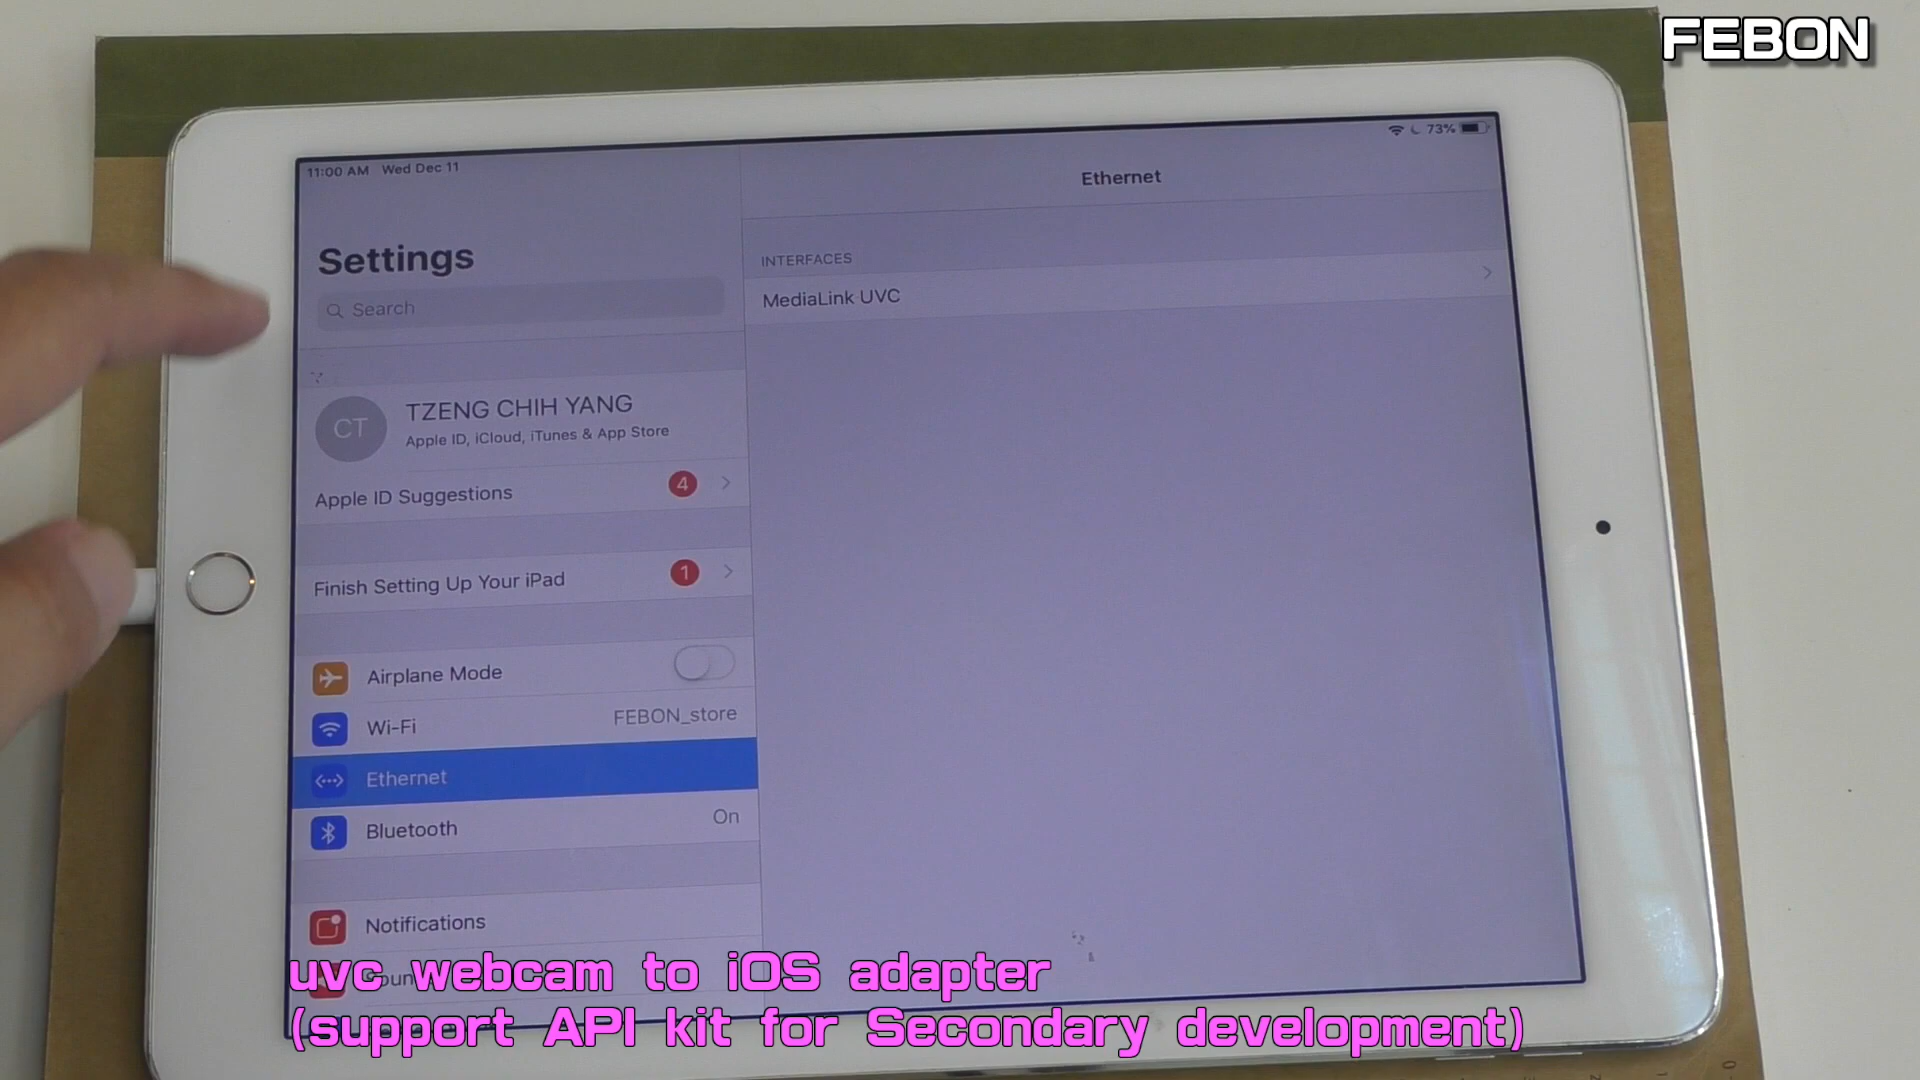 FEBON
11:00 AM Wed Dec 11
73%
Settings
Search
TZENG CHIH YANG
CT
Apple ID, iCloud, iTunes & App Store
Apple ID Suggestions 4
Finish Setting Up Your iPad 1
Airplane Mode
Wi-Fi FEBON_store
Ethernet
Bluetooth On
Notifications
Ethernet
INTERFACES
MediaLink UVC
uvc webcam to iOS adapter
(support API kit for Secondary development)